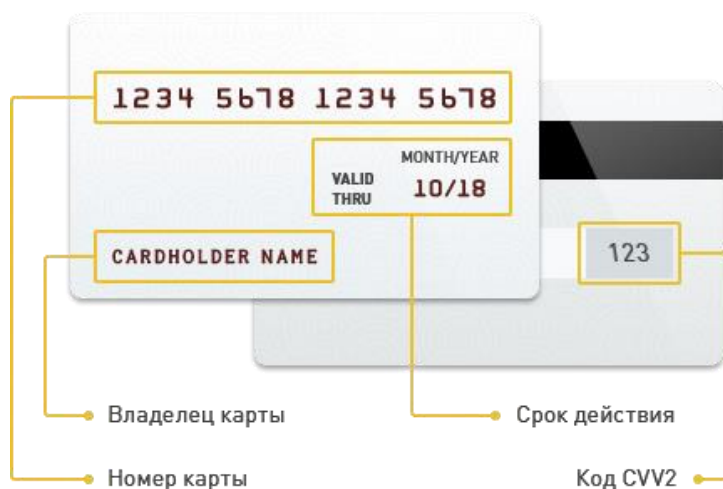 1234 5678 1234 5678
MONTH/YEAR
VALID THRU 10/18
CARDHOLDER NAME
123
Владелец карты
Срок действия
Номер карты
Код CVV2